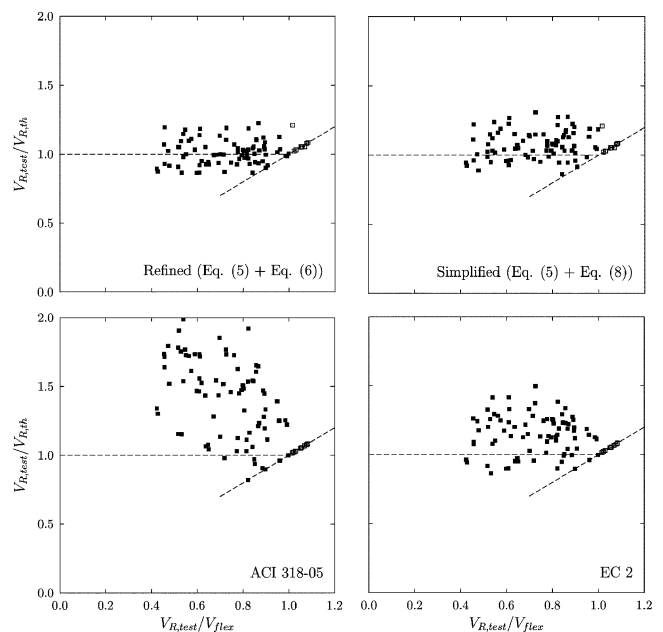 2.0
1.5
1.0
0.5
0.0
V_{R,test}/V_{R,th}
Refined (Eq. (5) + Eq. (6))
Simplified (Eq. (5) + Eq. (8))
2.0
1.5
1.0
0.5
0.0
V_{R,test}/V_{R,th}
ACI 318-05
EC 2
0.0 0.2 0.4 0.6 0.8 1.0 1.2
0.0 0.2 0.4 0.6 0.8 1.0 1.2
V_{R,test}/V_{flex}
V_{R,test}/V_{flex}